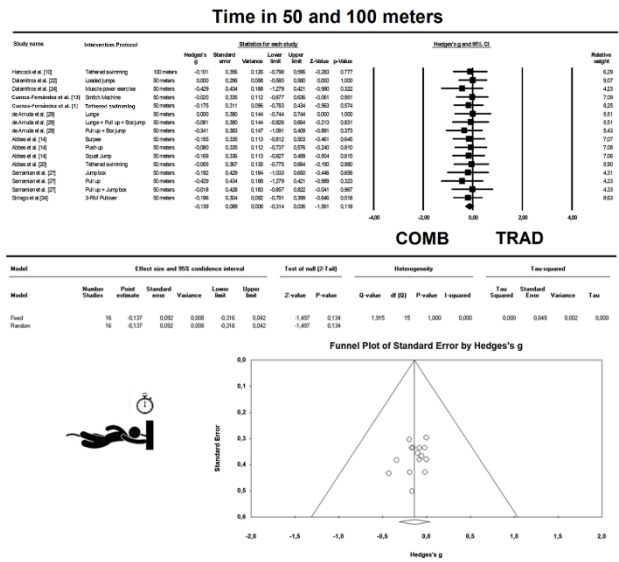 Time in 50 and 100 meters
Study name Intervention Protocol Statistics for each study Hedges's g and 95% CI
Hedges's g Standard error Variance Lower limit Upper limit Z-Value p-Value Relative weight
Hancock et al. [10] Tethered swimming 100 meters -0,101 0,356 0,126 -0,798 0,596 -0,283 0,777 6,29
Dalamitros et al. [22] Loaded jumps 50 meters 0,000 0,296 0,088 -0,580 0,580 0,000 1,000 9,07
Dalamitros et al. [24] Muscle power exercise 50 meters -0,429 0,434 0,188 -1,279 0,421 -0,990 0,322 4,23
Cuenca-Fernández et al. [13] Smitch Machine 50 meters -0,020 0,335 0,112 -0,677 0,636 -0,061 0,951 7,09
Cuenca-Fernández et al. [1] Tethered swimming 50 meters -0,175 0,311 0,096 -0,783 0,434 -0,563 0,574 8,25
de Arruda et al. Lunge 50 meters 0,000 0,380 0,144 -0,744 0,744 0,000 1,000 5,51
de Arruda et al. Lunge + Pull up + Box jump 50 meters -0,081 0,380 0,144 -0,826 0,664 -0,213 0,831 5,51
de Arruda et al. Pull up + Box jump 50 meters -0,341 0,383 0,147 -1,091 0,409 -0,891 0,373 5,43
Abbes et al. [14] Burpee 50 meters -0,155 0,335 0,113 -0,812 0,503 -0,461 0,645 7,07
Abbes et al. [14] Push up 50 meters -0,080 0,335 0,112 -0,737 0,576 -0,240 0,810 7,08
Abbes et al. [14] Squat Jump 50 meters -0,169 0,336 0,113 -0,827 0,489 -0,504 0,615 7,06
Abbes et al. Tethered swimming 50 meters -0,055 0,367 0,135 -0,775 0,664 -0,150 0,880 5,90
Sarramian et al. [27] Jump box 50 meters -0,192 0,429 0,184 -1,033 0,650 -0,446 0,656 4,31
Sarramian et al. [27] Pull up 50 meters -0,429 0,434 0,188 -1,279 0,421 -0,989 0,323 4,23
Sarramian et al. [27] Pull up + Jump box 50 meters -0,018 0,428 0,183 -0,857 0,822 -0,041 0,967 4,33
Siriego et al. [34] 3-RM Pullover 50 meters -0,196 0,304 0,092 -0,791 0,399 -0,646 0,518 8,63
-0,139 0,089 0,008 -0,314 0,036 -1,561 0,118
-4,00 -2,00 0,00 2,00 4,00
COMB TRAD
Model Effect size and 95% confidence interval Test of null (2-Tail) Heterogeneity Tau-squared
Model Number Studies Point estimate Standard error Variance Lower limit Upper limit Z-value P-value Q-value df (Q) P-value I-squared Tau Squared Standard Error Variance Tau
Fixed 16 -0,137 0,092 0,008 -0,316 0,042 -1,497 0,134 1,915 15 1,000 0,000 0,000 0,049 0,002 0,000
Random 16 -0,137 0,092 0,008 -0,316 0,042 -1,497 0,134
Funnel Plot of Standard Error by Hedges's g
Standard Error
0,0
0,1
0,2
0,3
0,4
0,5
0,6
-2,0 -1,5 -1,0 -0,5 0,0 0,5 1,0 1,5 2,0
Hedges's g